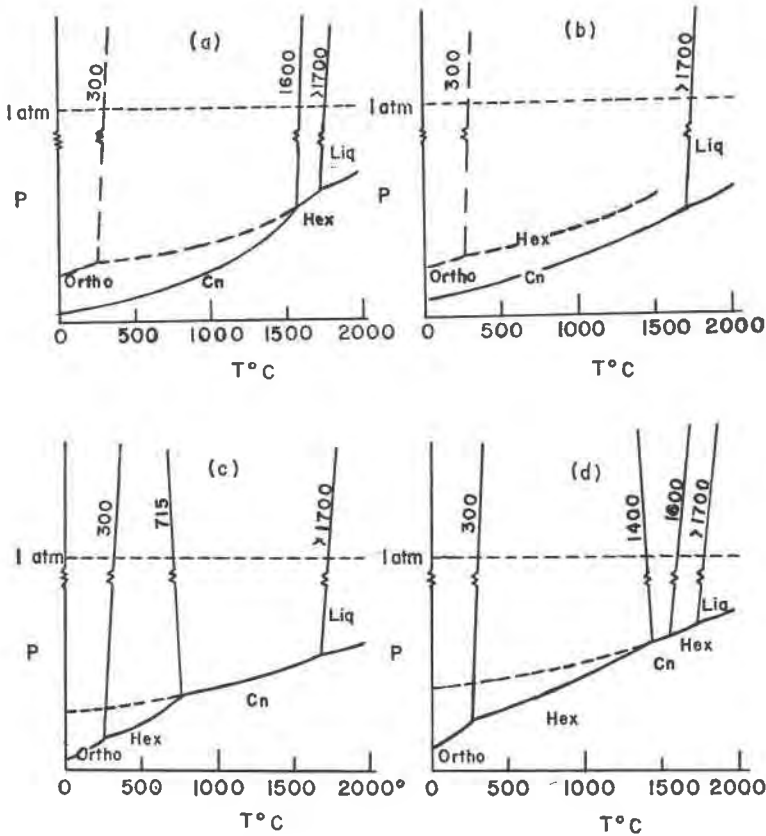 (a)
300
1600
>1700
1 atm
Liq
P
Hex
Ortho
Cn
0 500 1000 1500 2000
T°C
(b)
300
>1700
1 atm
Liq
P
Hex
Ortho
Cn
0 500 1000 1500 2000
T°C
(c)
300
715
>1700
1 atm
Liq
P
Cn
Hex
Ortho
0 500 1000 1500 2000°
T°C
(d)
300
1400
1600
>1700
1 atm
Liq
P
Hex
Cn
Hex
Ortho
0 500 1000 1500 2000
T°C